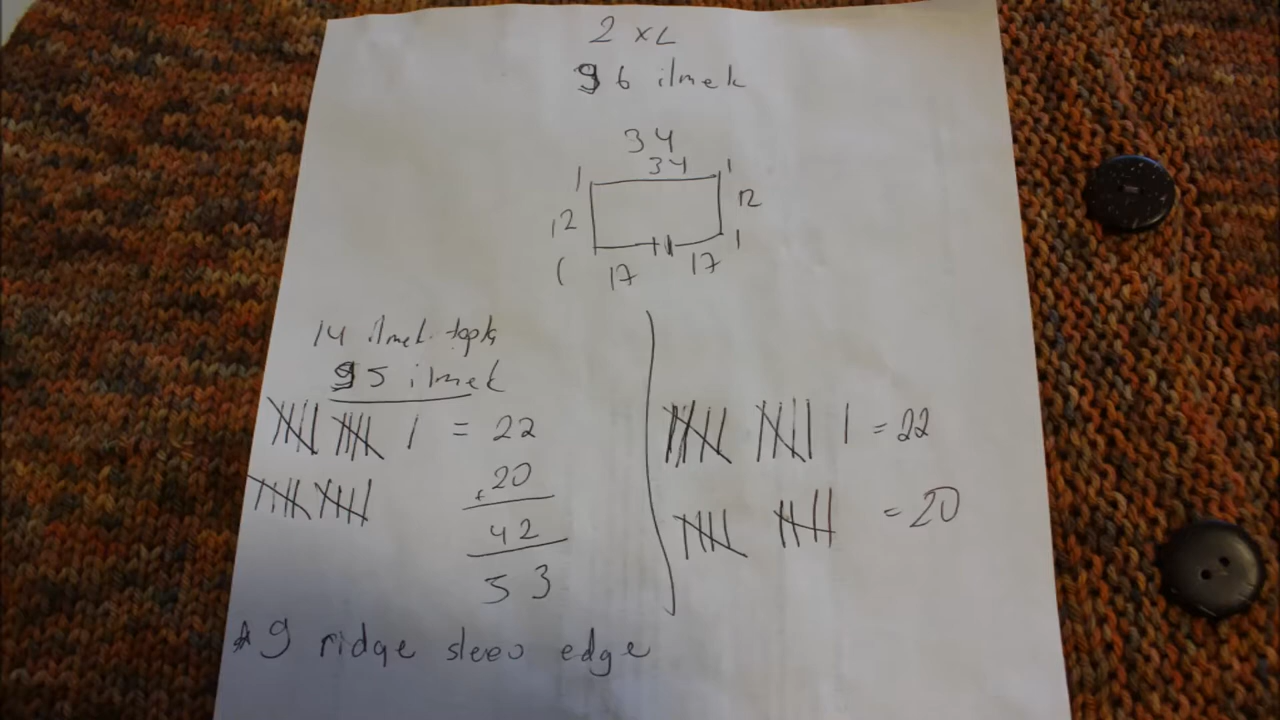 2 XL
96 ilmek
34
34
1 1
12 12
( 1
17 17
14 ilmek topla
95 ilmek
1 = 22
+ 20
42
53
1 = 22
= 20
* 9 ridge sleev edge